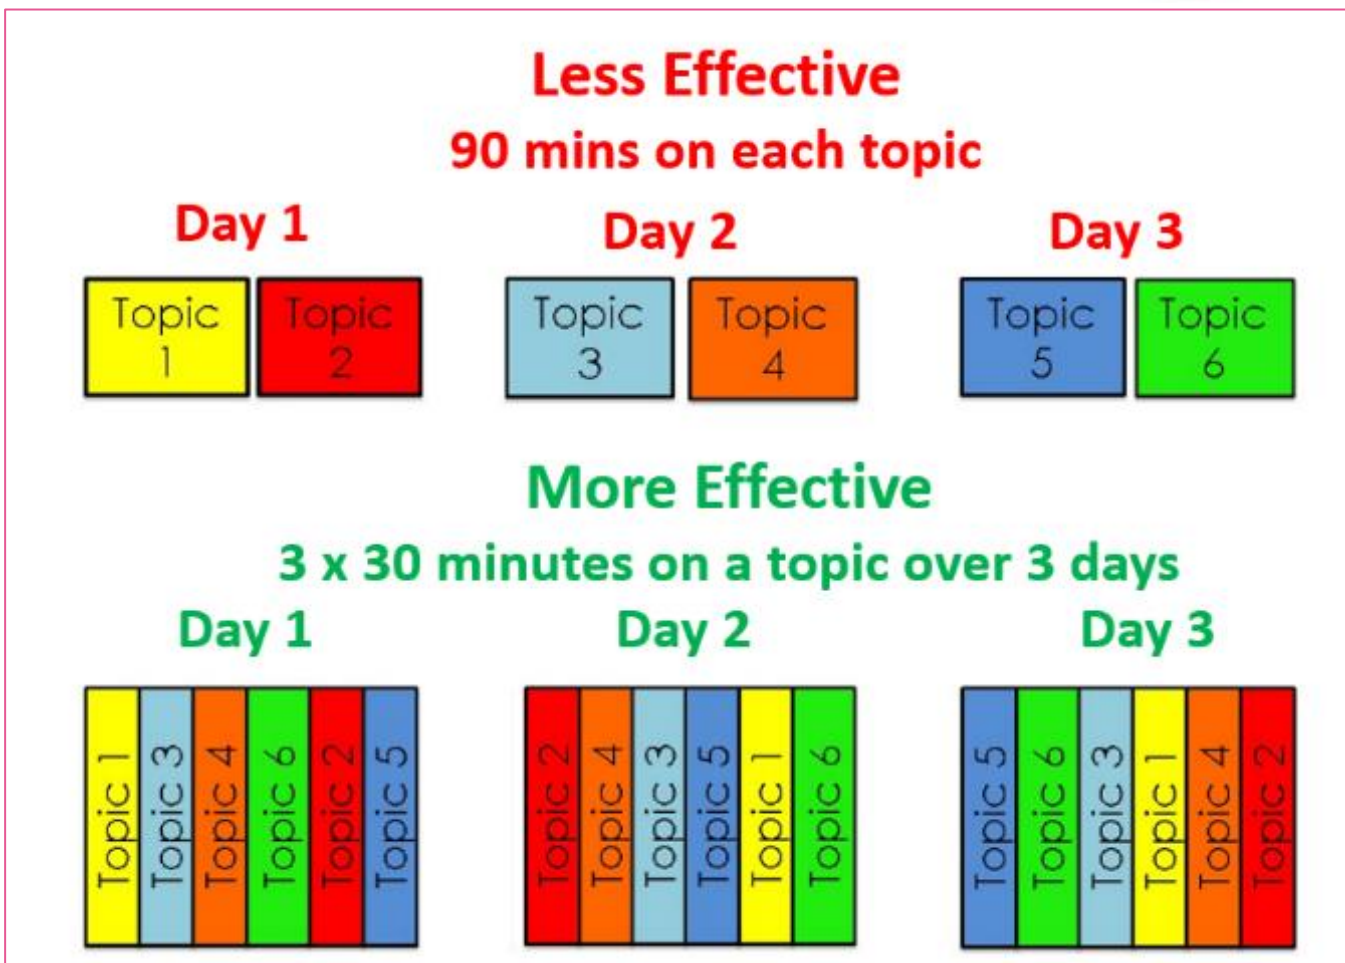 Less Effective
90 mins on each topic
Day 1
Day 2
Day 3
Topic
1
Topic
2
Topic
3
Topic
4
Topic
5
Topic
6
More Effective
3 x 30 minutes on a topic over 3 days
Day 1
Day 2
Day 3
Topic 1
Topic 3
Topic 4
Topic 6
Topic 2
Topic 5
Topic 2
Topic 4
Topic 3
Topic 5
Topic 1
Topic 6
Topic 5
Topic 6
Topic 3
Topic 1
Topic 4
Topic 2